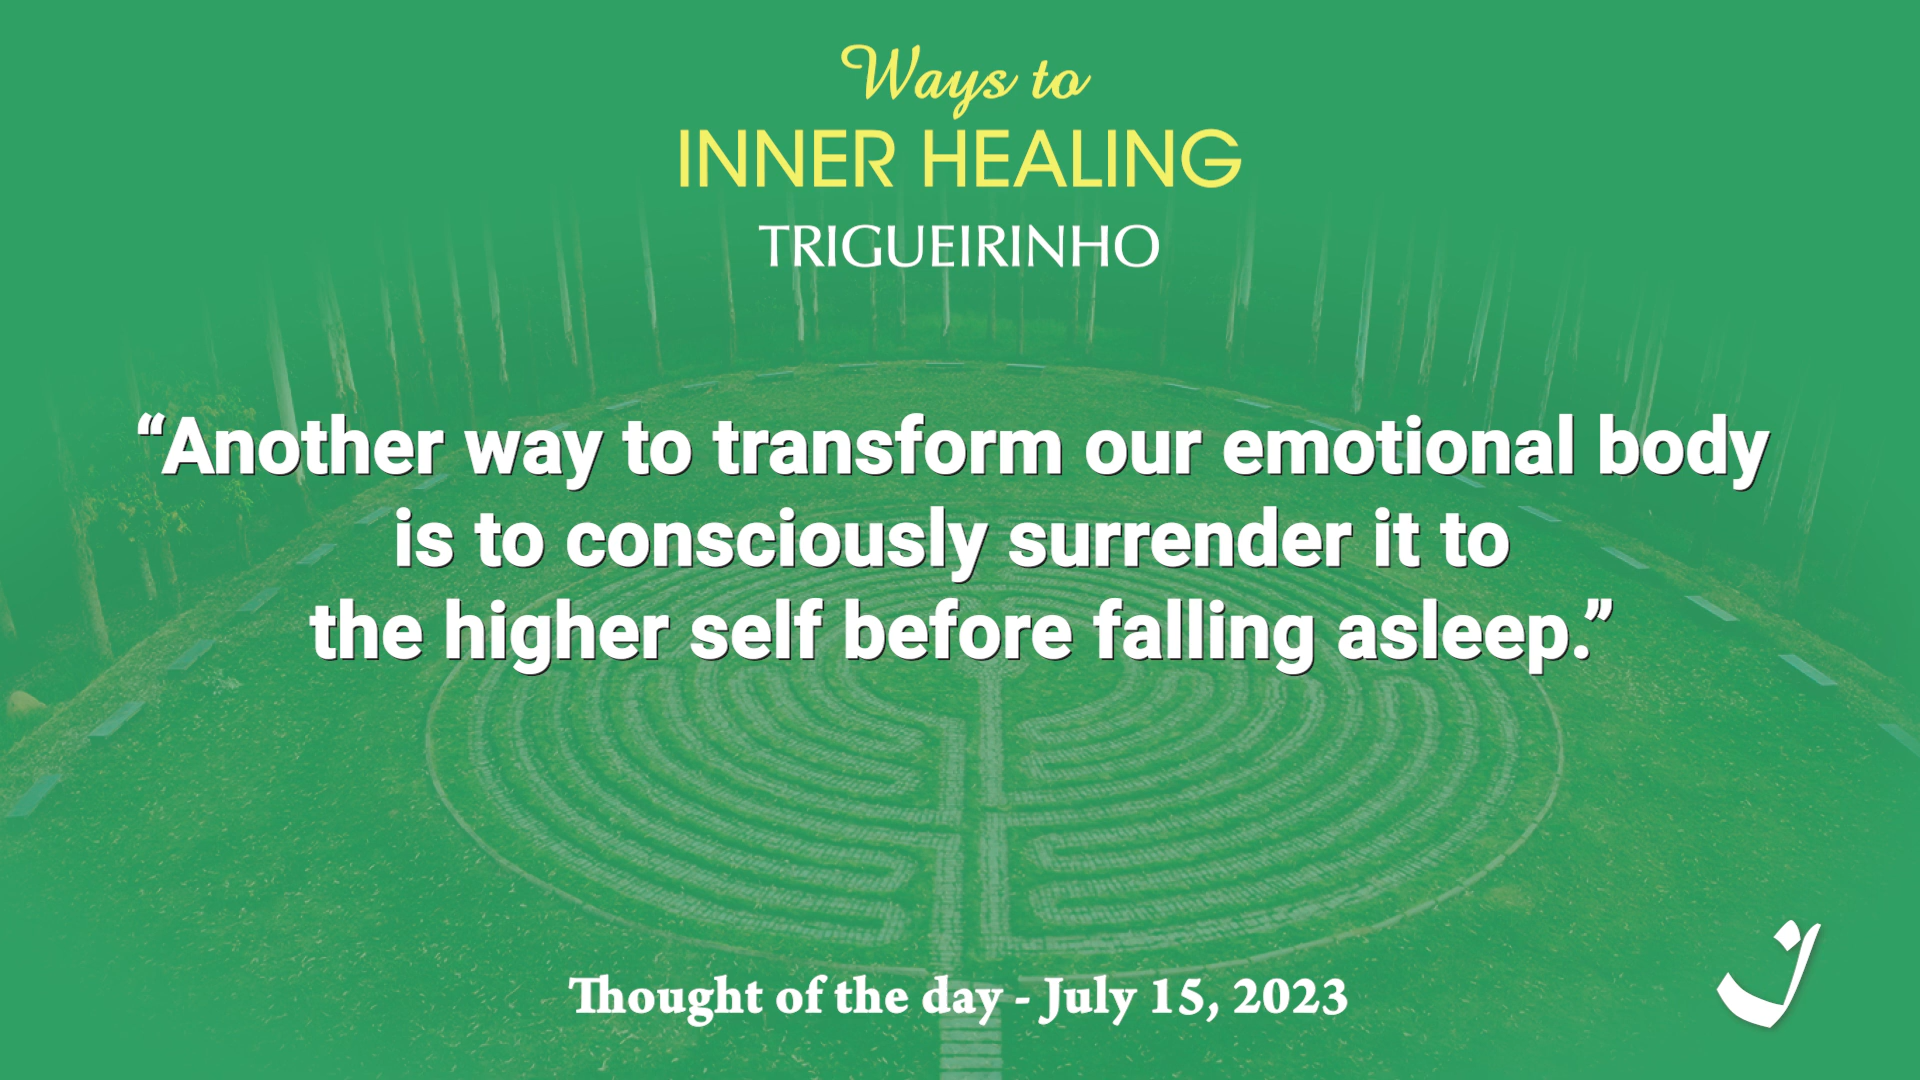 Ways to
INNER HEALING
TRIGUEIRINHO
“Another way to transform our emotional body
is to consciously surrender it to
the higher self before falling asleep.”
Thought of the day - July 15, 2023